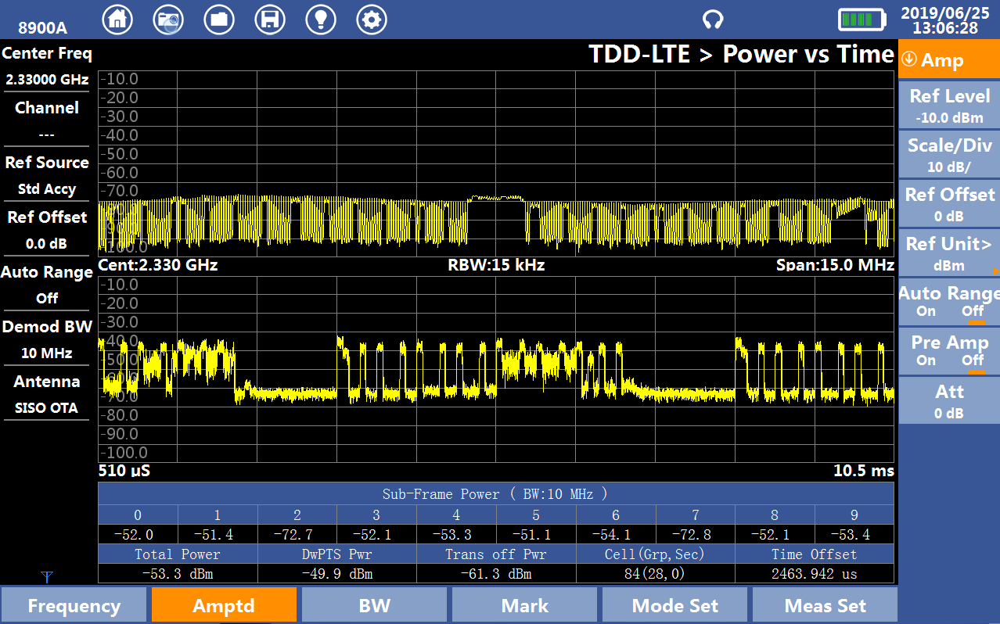 8900A
2019/06/25
13:06:28
Center Freq
2.33000 GHz
Channel
---
Ref Source
Std Accy
Ref Offset
0.0 dB
Auto Range
Off
Demod BW
10 MHz
Antenna
SISO OTA
TDD-LTE > Power vs Time
-10.0
-20.0
-30.0
-40.0
-50.0
-60.0
-70.0
-80.0
-90.0
-100.0
Cent:2.330 GHz RBW:15 kHz Span:15.0 MHz
-10.0
-20.0
-30.0
-40.0
-50.0
-60.0
-70.0
-80.0
-90.0
-100.0
510 μS 10.5 ms
Sub-Frame Power ( BW:10 MHz )
0 1 2 3 4 5 6 7 8 9
-52.0 -51.4 -72.7 -52.1 -53.3 -51.1 -54.1 -72.8 -52.1 -53.4
Total Power DwPTS Pwr Trans off Pwr Cell(Grp,Sec) Time Offset
-53.3 dBm -49.9 dBm -61.3 dBm 84(28,0) 2463.942 us
Amp
Ref Level
-10.0 dBm
Scale/Div
10 dB/
Ref Offset
0 dB
Ref Unit>
dBm
Auto Range
On Off
Pre Amp
On Off
Att
0 dB
Frequency Amptd BW Mark Mode Set Meas Set